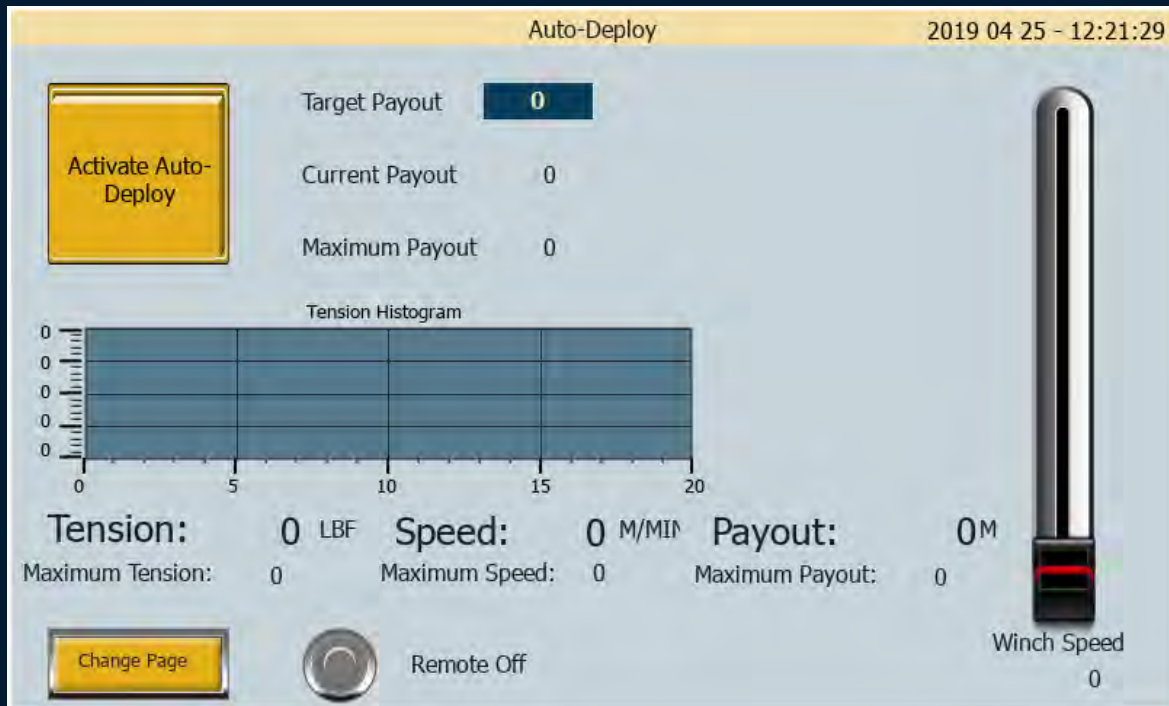 Auto-Deploy
2019 04 25 - 12:21:29
Activate Auto-
Deploy
Target Payout 0
Current Payout 0
Maximum Payout 0
Tension Histogram
0
0
0
0
0
0 5 10 15 20
Tension: 0 LBF Speed: 0 M/MIN Payout: 0 M
Maximum Tension: 0 Maximum Speed: 0 Maximum Payout: 0
Change Page
Remote Off
Winch Speed
0